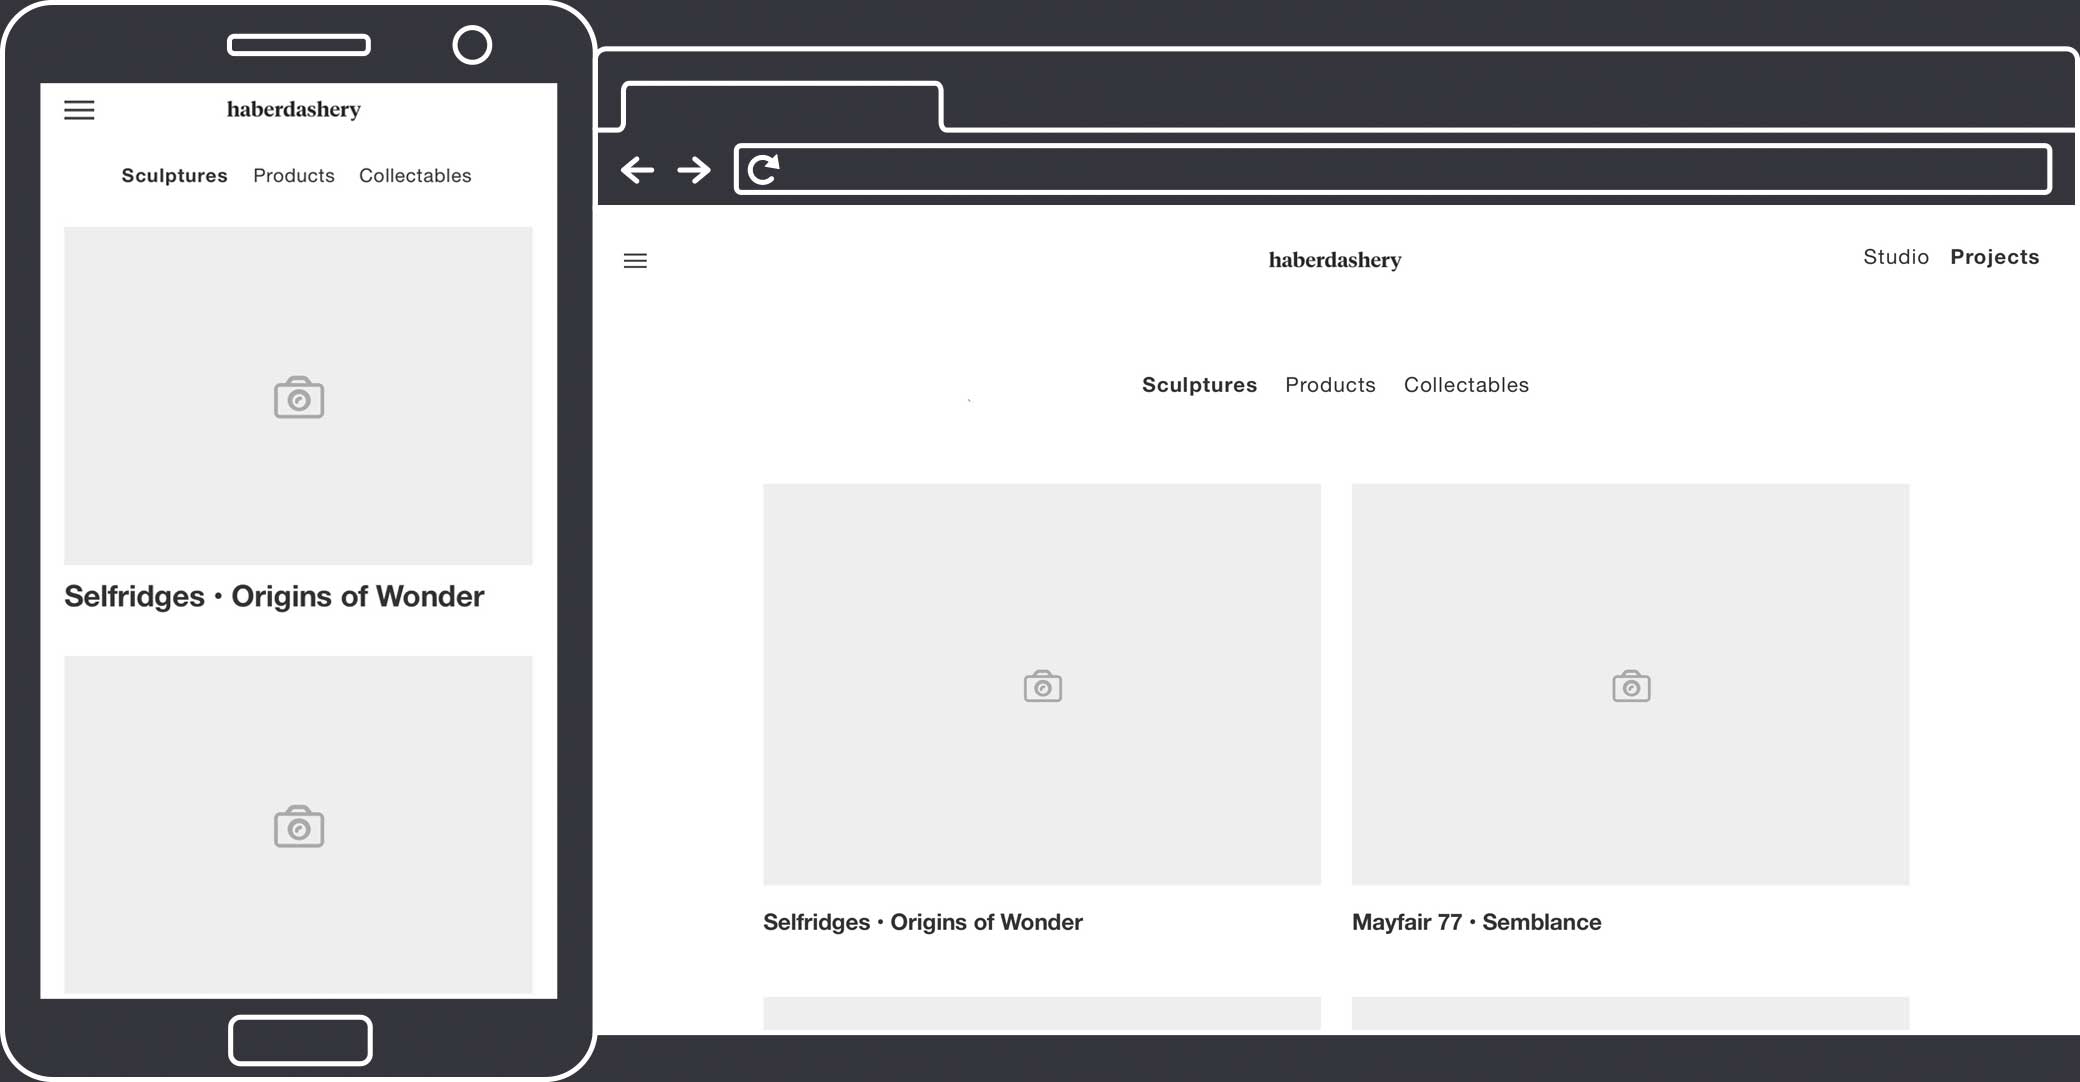 haberdashery
Sculptures Products Collectables
Selfridges • Origins of Wonder
haberdashery
Studio Projects
Sculptures Products Collectables
Selfridges • Origins of Wonder
Mayfair 77 • Semblance